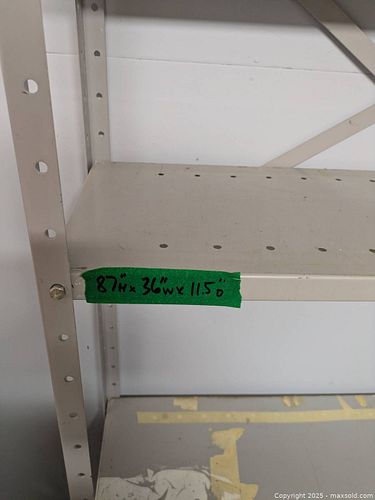 87"H x 36"W x 11.5"D
Copyright 2025 - maxsold.com